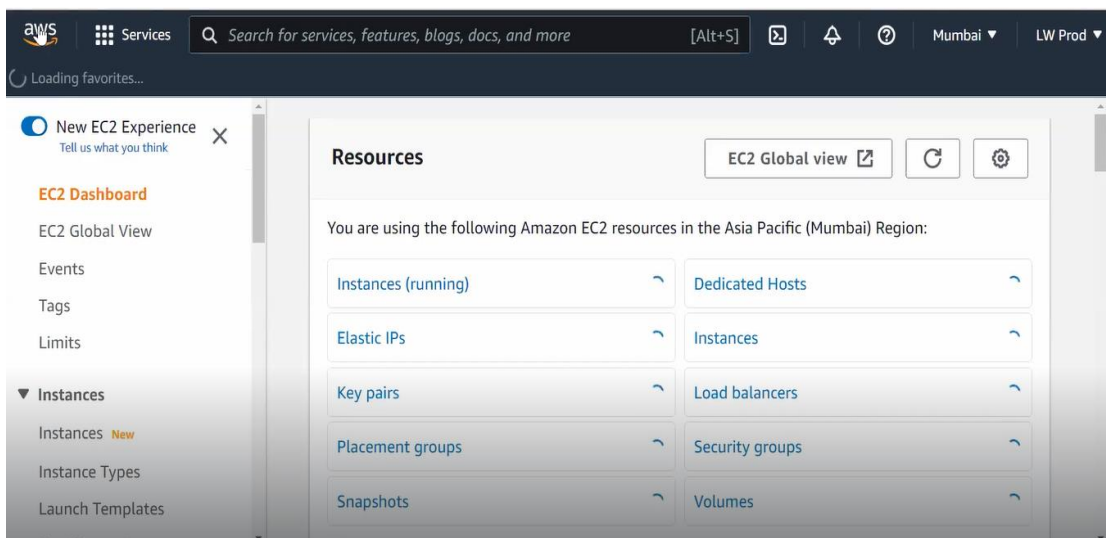 aws
Services
Search for services, features, blogs, docs, and more
[Alt+S]
Mumbai ▼
LW Prod ▼
Loading favorites...
New EC2 Experience
Tell us what you think
EC2 Dashboard
EC2 Global View
Events
Tags
Limits
▼ Instances
Instances New
Instance Types
Launch Templates
Resources
EC2 Global view
You are using the following Amazon EC2 resources in the Asia Pacific (Mumbai) Region:
Instances (running)
Dedicated Hosts
Elastic IPs
Instances
Key pairs
Load balancers
Placement groups
Security groups
Snapshots
Volumes